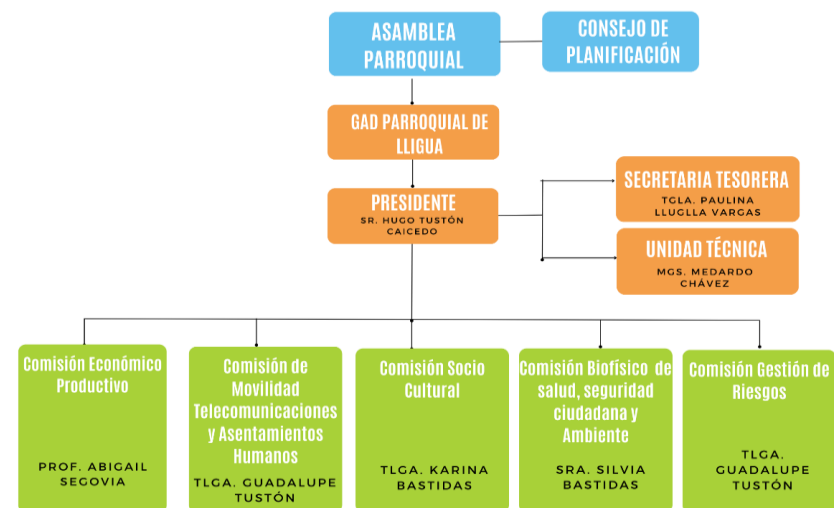 ASAMBLEA
PARROQUIAL
CONSEJO DE
PLANIFICACIÓN
GAD PARROQUIAL DE
LLIGUA
PRESIDENTE
SR. HUGO TUSTÓN
CAICEDO
SECRETARIA TESORERA
TGLA. PAULINA
LLUGLLA VARGAS
UNIDAD TÉCNICA
MGS. MEDARDO
CHÁVEZ
Comisión Económico
Productivo
PROF. ABIGAIL
SEGOVIA
Comisión de
Movilidad
Telecomunicaciones
y Asentamientos
Humanos
TLGA. GUADALUPE
TUSTÓN
Comisión Socio
Cultural
TLGA. KARINA
BASTIDAS
Comisión Biofísico de
salud, seguridad
ciudadana y
Ambiente
SRA. SILVIA
BASTIDAS
Comisión Gestión de
Riesgos
TLGA.
GUADALUPE
TUSTÓN